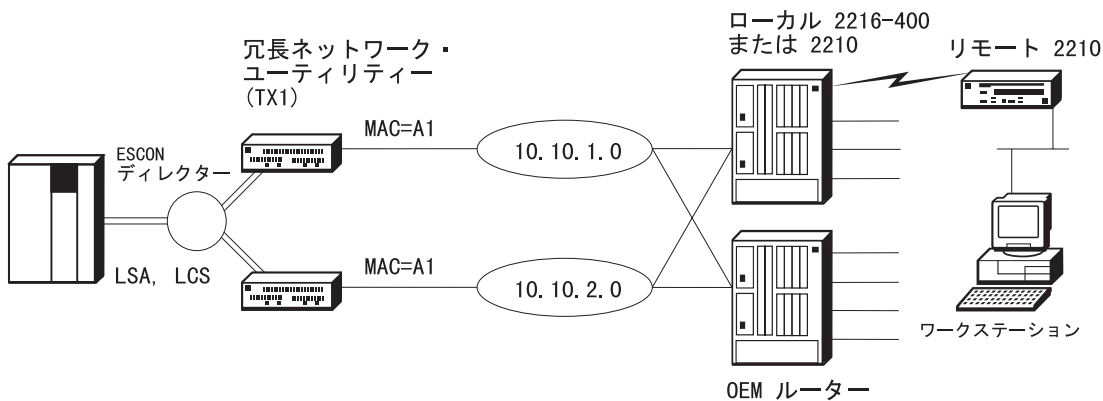 ローカル 2216-400
または 2210
リモート 2210
冗長ネットワーク・
ユーティリティー
(TX1)
MAC=A1
10.10.1.0
ESCON
ディレクター
LSA, LCS
MAC=A1
10.10.2.0
ワークステーション
OEM ルーター